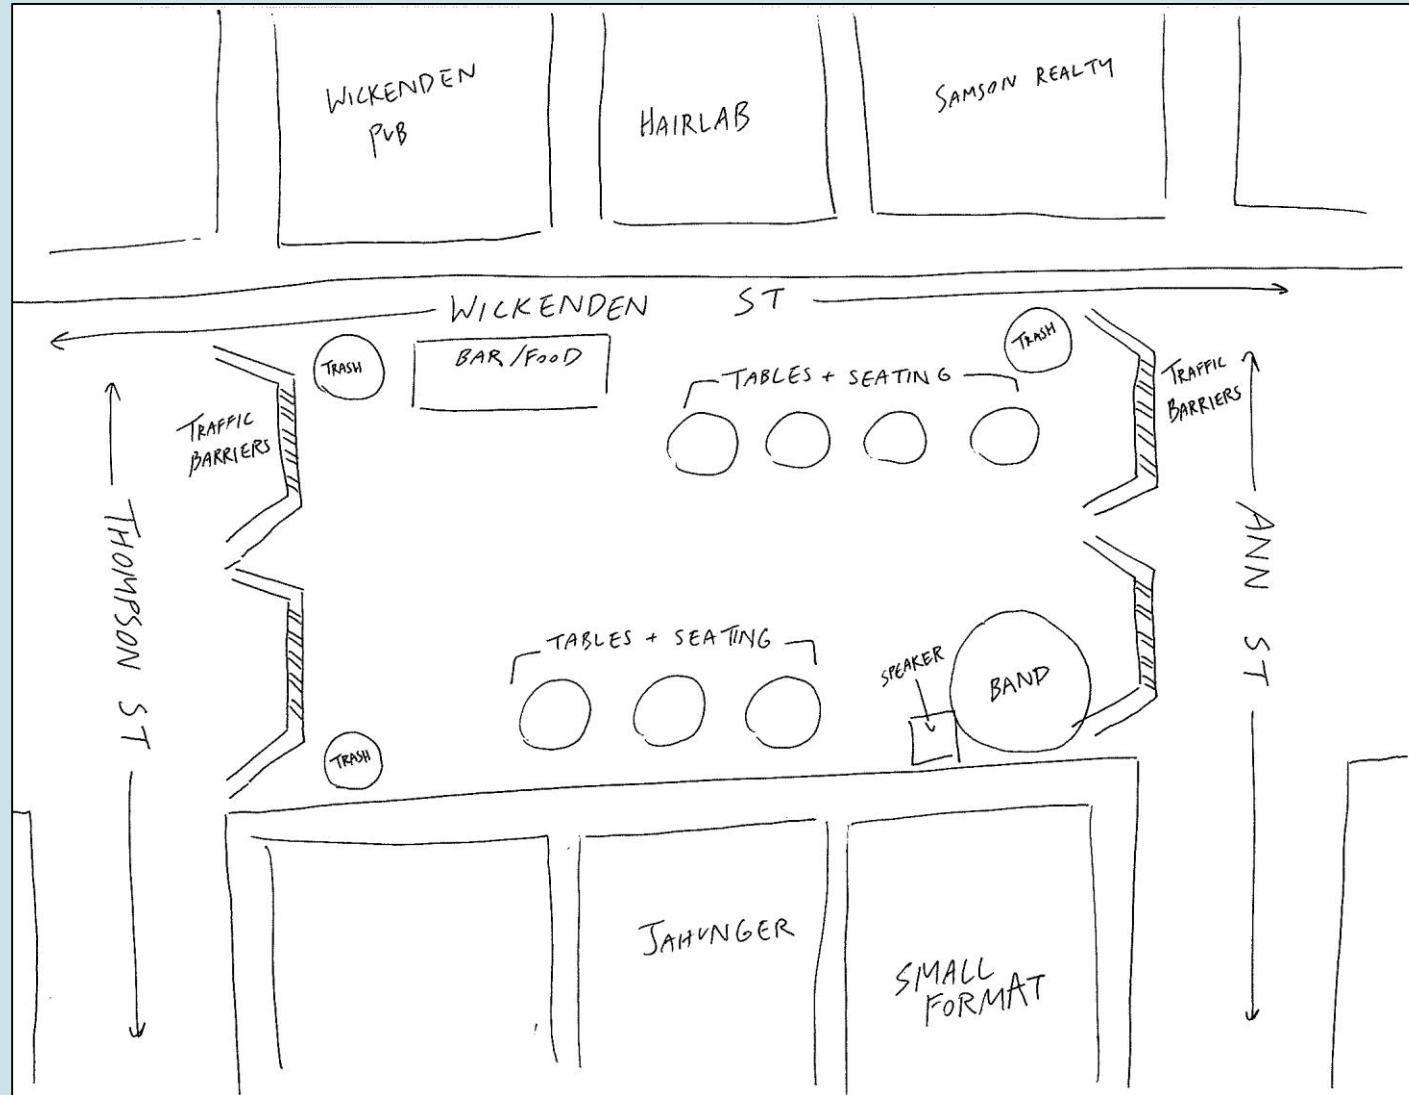 WICKENDEN
PUB
HAIRLAB
SAMSON REALTY
WICKENDEN ST
TRASH
BAR/FOOD
TABLES + SEATING
TRASH
TRAFFIC
BARRIERS
TRAFFIC
BARRIERS
THOMPSON ST
ANN ST
TABLES + SEATING
SPEAKER
BAND
TRASH
JAHUNGER
SMALL
FORMAT